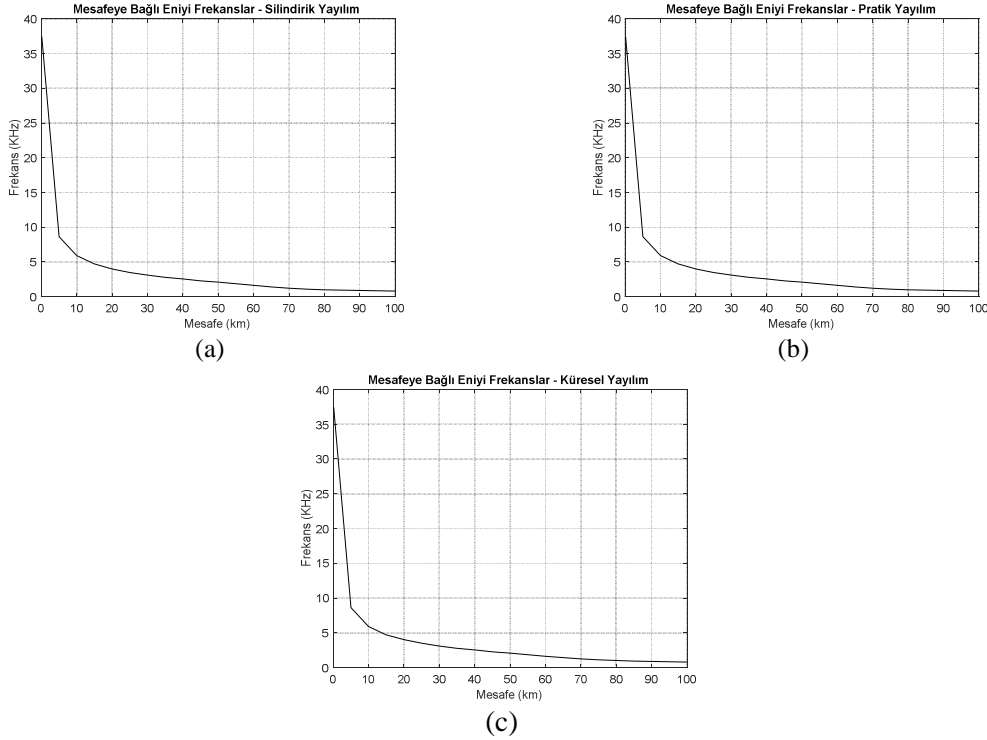 Mesafeye Bağlı Eniyi Frekanslar - Silindirik Yayılım
40
35
30
25
20
15
10
5
0
Frekans (KHz)
0 10 20 30 40 50 60 70 80 90 100
Mesafe (km)
(a)
Mesafeye Bağlı Eniyi Frekanslar - Pratik Yayılım
40
35
30
25
20
15
10
5
0
Frekans (KHz)
0 10 20 30 40 50 60 70 80 90 100
Mesafe (km)
(b)
Mesafeye Bağlı Eniyi Frekanslar - Küresel Yayılım
40
35
30
25
20
15
10
5
0
Frekans (KHz)
0 10 20 30 40 50 60 70 80 90 100
Mesafe (km)
(c)